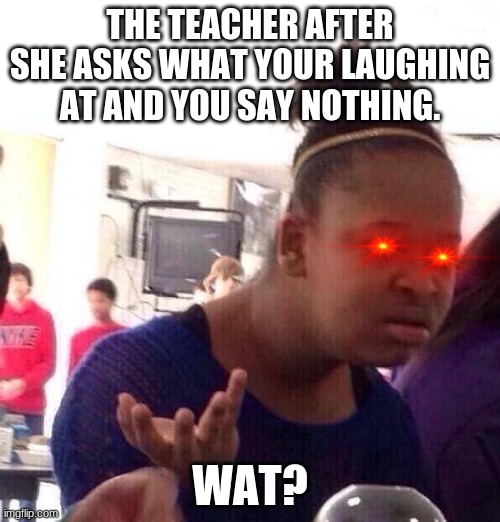 THE TEACHER AFTER
SHE ASKS WHAT YOUR LAUGHING
AT AND YOU SAY NOTHING.
NIKE
WAT?
imgflip.com